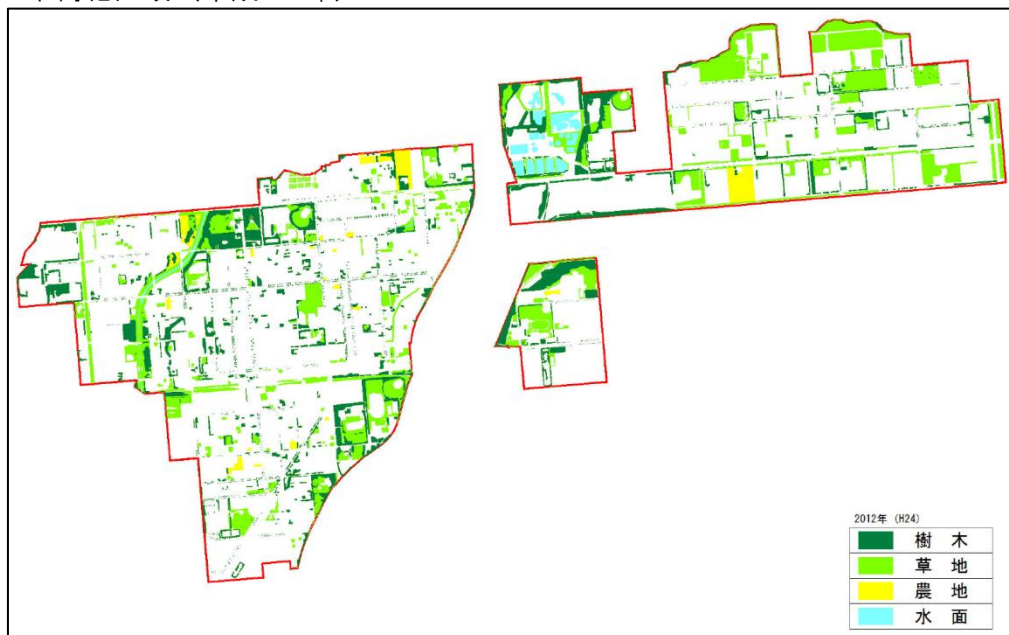 2012年 (H24)
樹 木
草 地
農 地
水 面